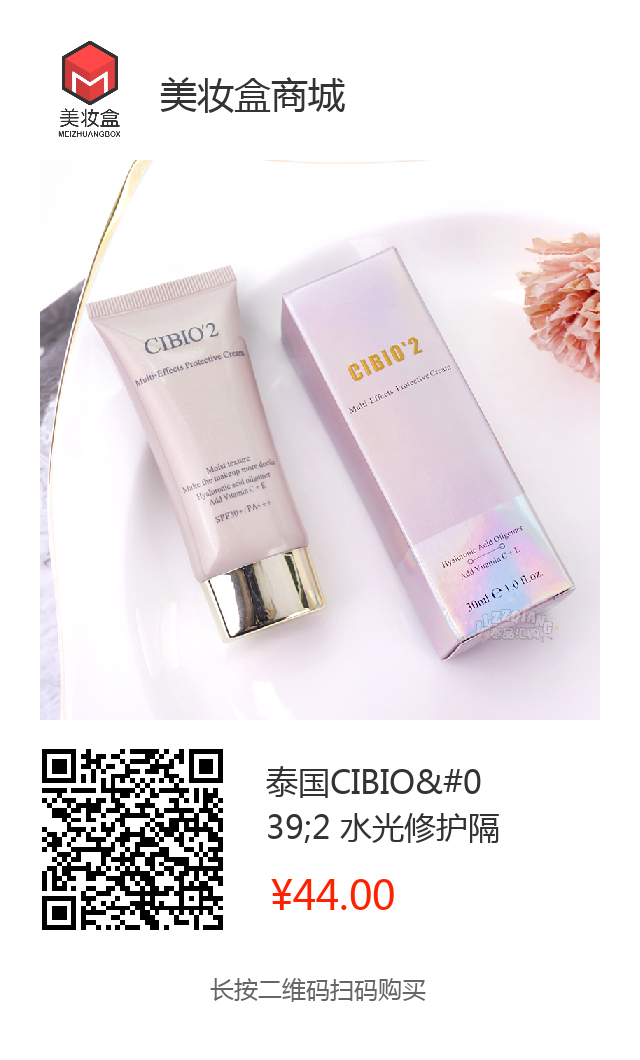 美妆盒
MEIZHUANGBOX
美妆盒商城
CIBIO'2
Multi-Effects Protective Cream
Moist texture
Make the makeup more docile
Hyaluronic acid oligomer
Add Vitamin C + E
SPF30+/PA+++
CIBIO'2
Multi-Effects Protective Cream
Hyaluronic Acid Oligomer
Add Vitamin C + E
30ml ℮ 1.0 fl.oz.
泰国CIBIO&#0
39;2 水光修护隔
¥44.00
长按二维码扫码购买